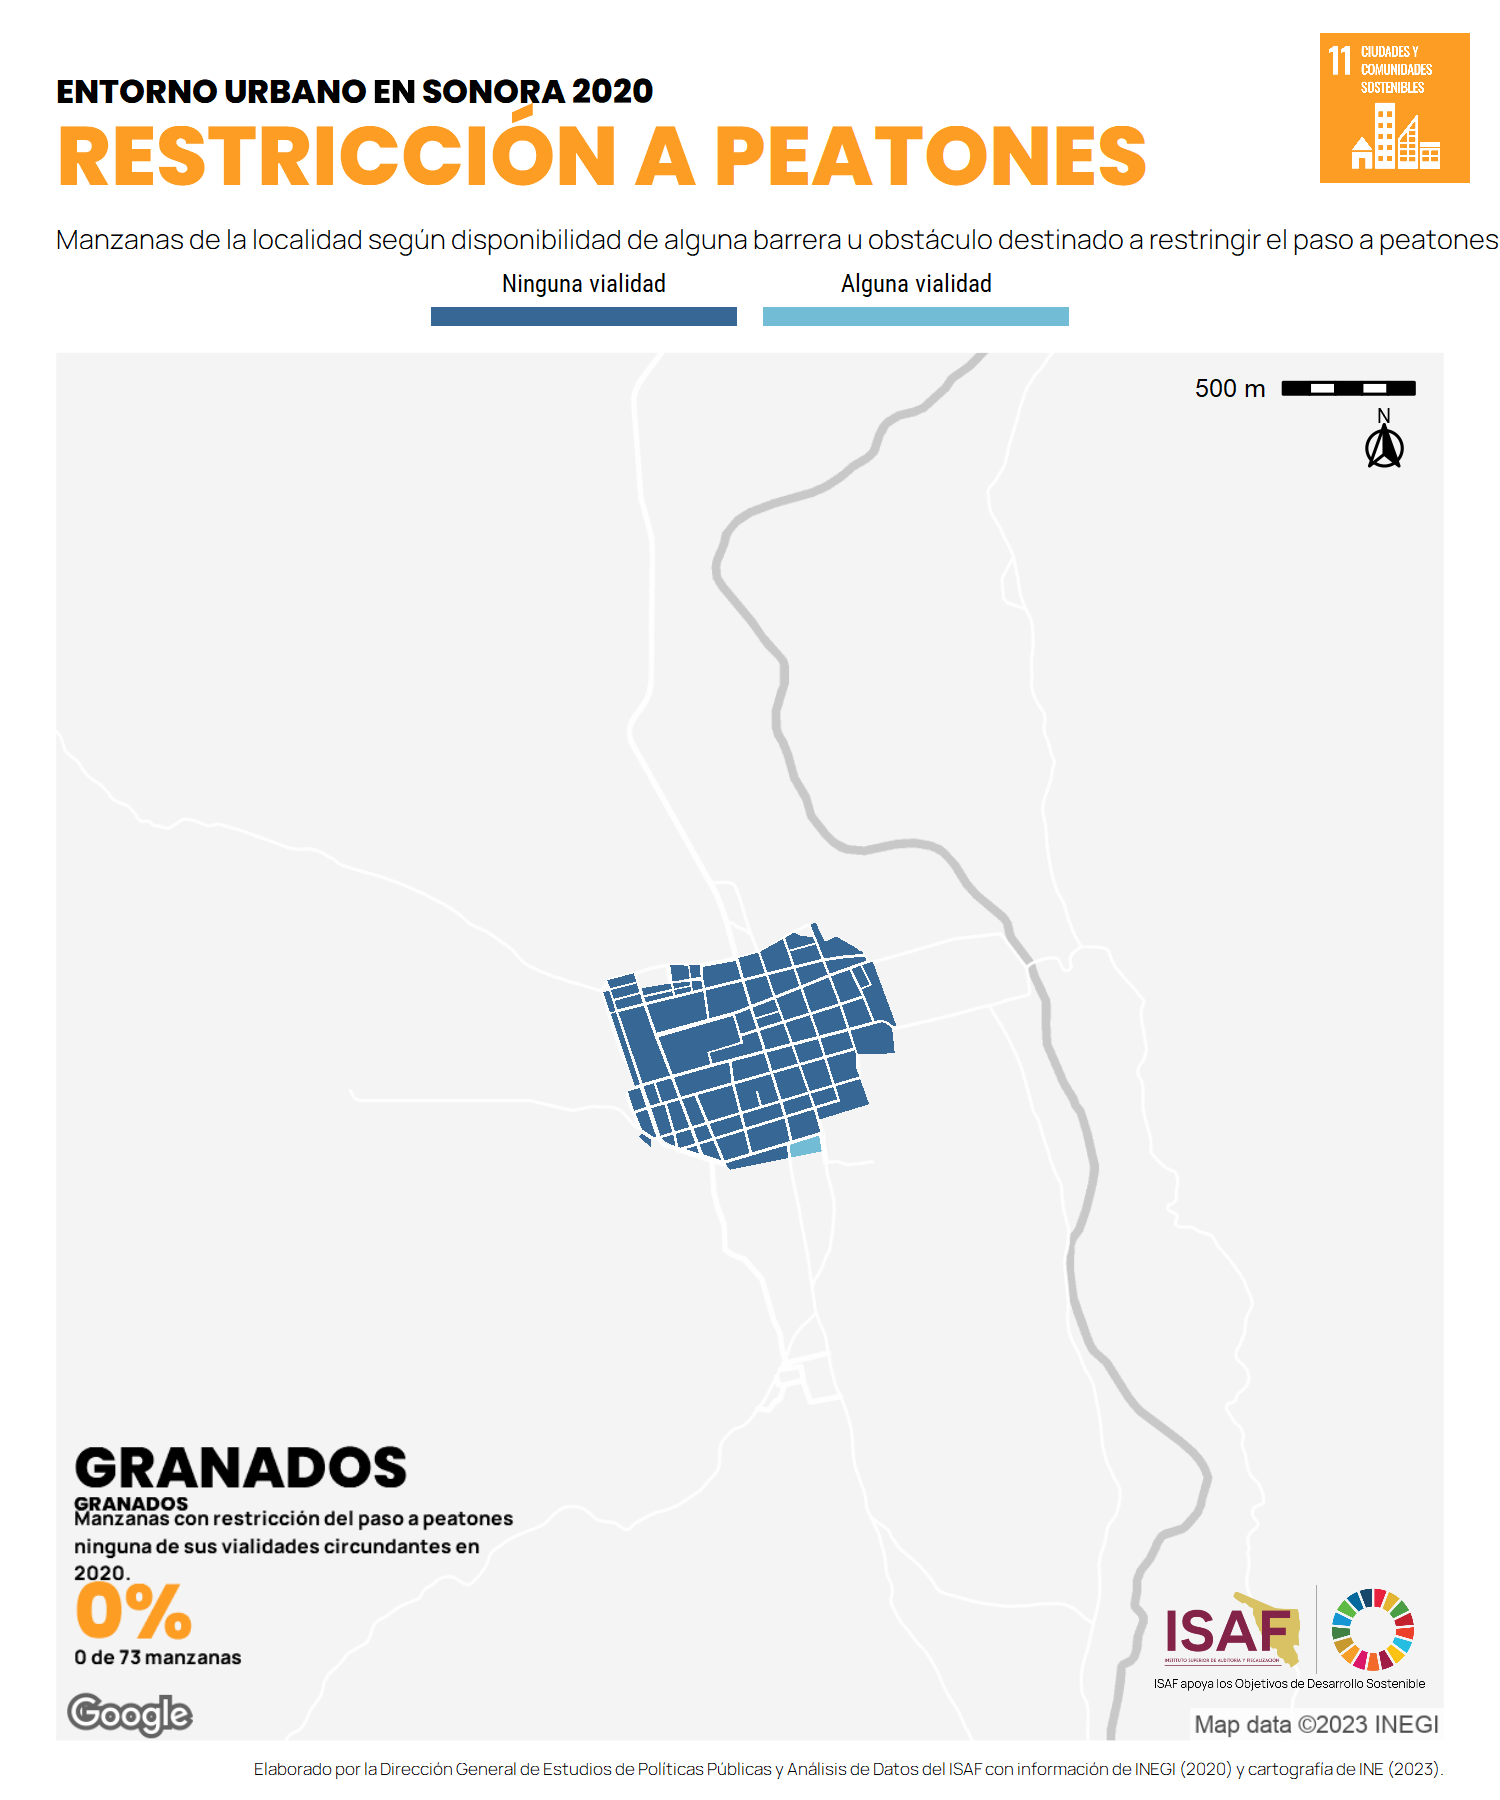 ENTORNO URBANO EN SONORA 2020
RESTRICCIÓN A PEATONES
11 CIUDADES Y
COMUNIDADES
SOSTENIBLES
Manzanas de la localidad según disponibilidad de alguna barrera u obstáculo destinado a restringir el paso a peatones
Ninguna vialidad
Alguna vialidad
500 m
N
GRANADOS
GRANADOS
Manzanas con restricción del paso a peatones
ninguna de sus vialidades circundantes en
2020.
0%
0 de 73 manzanas
Google
ISAF
INSTITUTO SUPERIOR DE AUDITORÍA Y FISCALIZACIÓN
ISAF apoya los Objetivos de Desarrollo Sostenible
Map data ©2023 INEGI
Elaborado por la Dirección General de Estudios de Políticas Públicas y Análisis de Datos del ISAF con información de INEGI (2020) y cartografía de INE (2023).